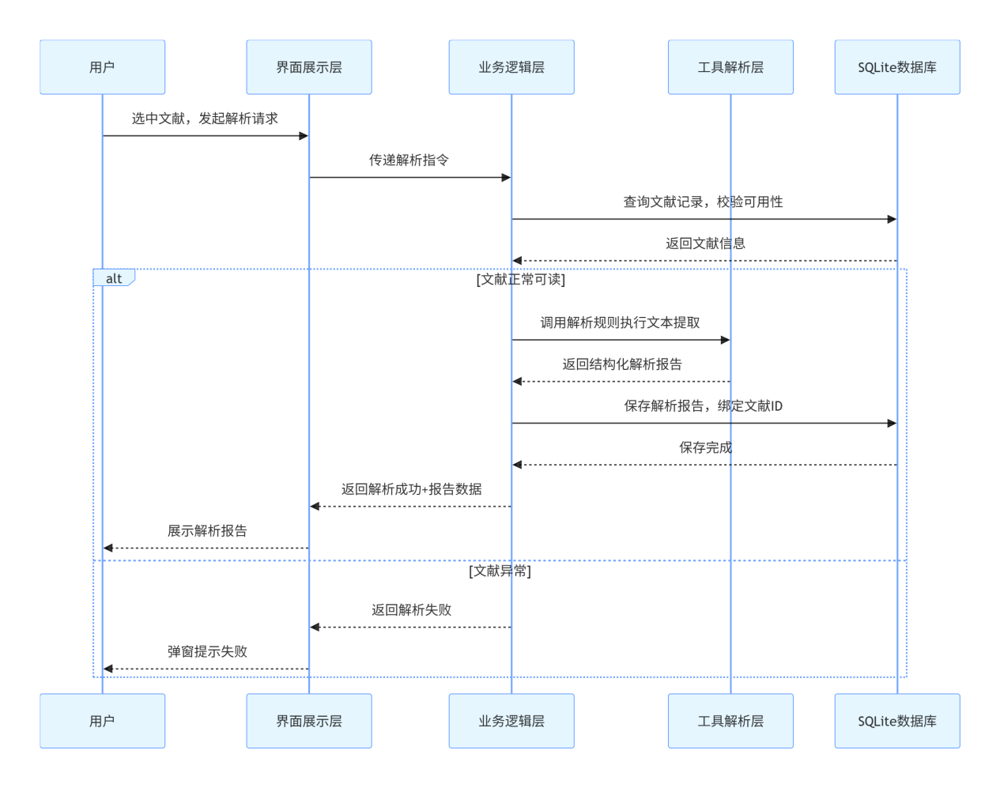 用户
界面展示层
业务逻辑层
工具解析层
SQLite数据库
选中文献，发起解析请求
传递解析指令
查询文献记录，校验可用性
返回文献信息
alt
[文献正常可读]
调用解析规则执行文本提取
返回结构化解析报告
保存解析报告，绑定文献ID
保存完成
返回解析成功+报告数据
展示解析报告
[文献异常]
返回解析失败
弹窗提示失败
用户
界面展示层
业务逻辑层
工具解析层
SQLite数据库